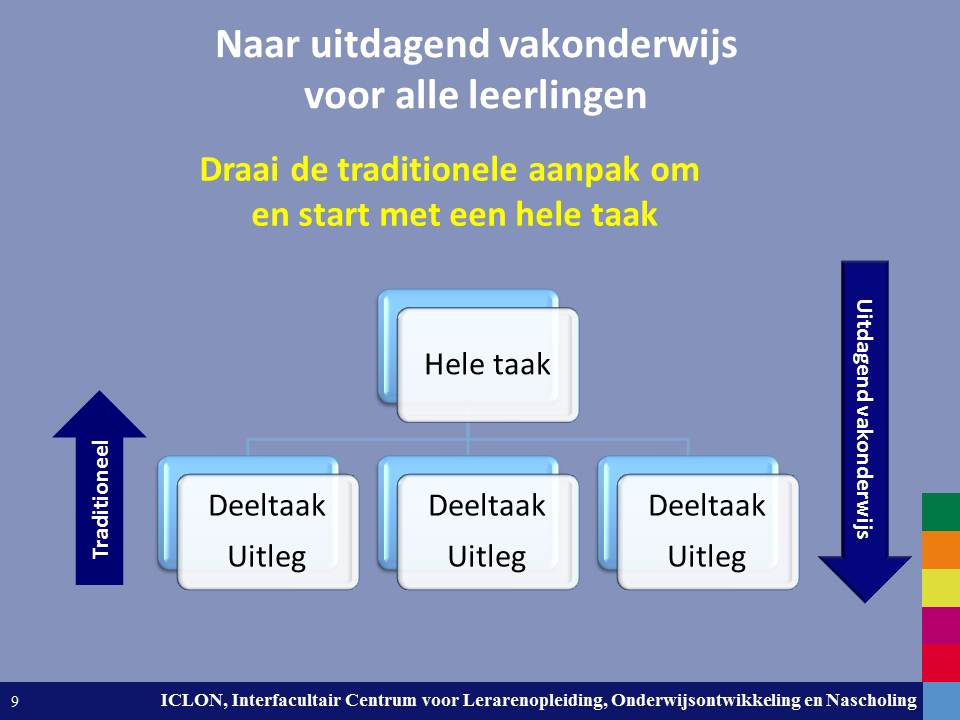 Naar uitdagend vakonderwijs
voor alle leerlingen
Draai de traditionele aanpak om
en start met een hele taak
Hele taak
Traditioneel
Deeltaak
Uitleg
Deeltaak
Uitleg
Deeltaak
Uitleg
Uitdagend vakonderwijs
9
ICLON, Interfacultair Centrum voor Lerarenopleiding, Onderwijsontwikkeling en Nascholing